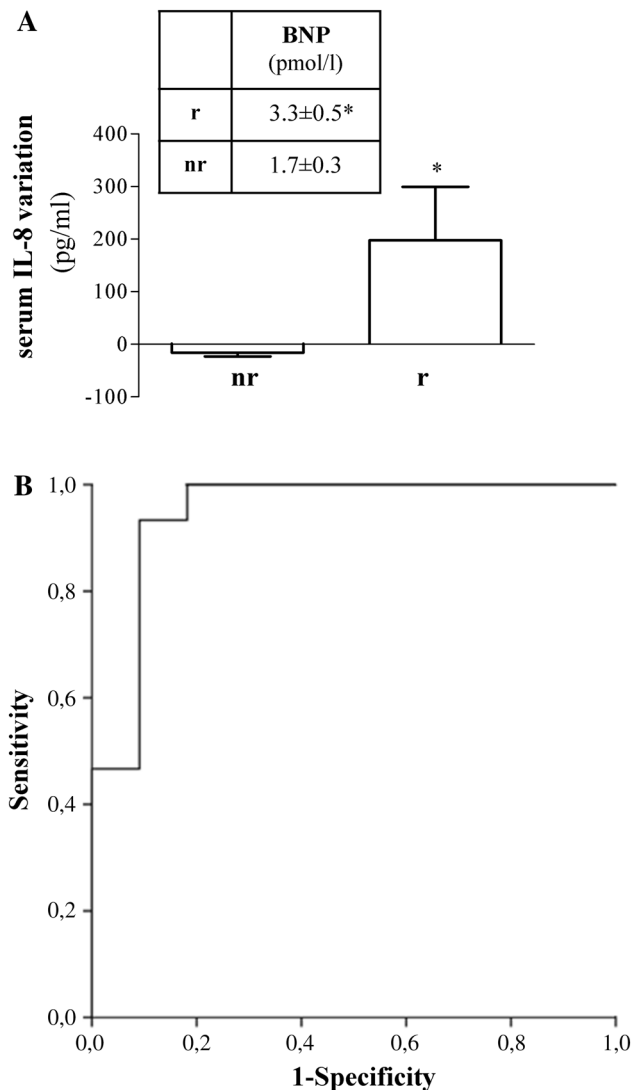 A
BNP
(pmol/l)
r 3.3±0.5*
nr 1.7±0.3
serum IL-8 variation
(pg/ml)
400
300
200
100
0
-100
*
nr r
B
Sensitivity
1,0
0,8
0,6
0,4
0,2
0,0
0,0 0,2 0,4 0,6 0,8 1,0
1-Specificity